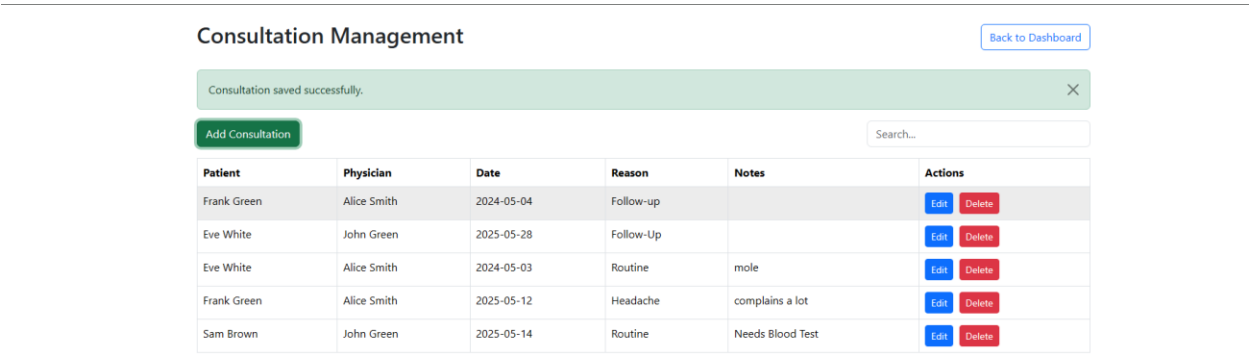 Consultation Management
Back to Dashboard
Consultation saved successfully.
Add Consultation
Search...
Patient Physician Date Reason Notes Actions
Frank Green Alice Smith 2024-05-04 Follow-up Edit Delete
Eve White John Green 2025-05-28 Follow-Up Edit Delete
Eve White Alice Smith 2024-05-03 Routine mole Edit Delete
Frank Green Alice Smith 2025-05-12 Headache complains a lot Edit Delete
Sam Brown John Green 2025-05-14 Routine Needs Blood Test Edit Delete